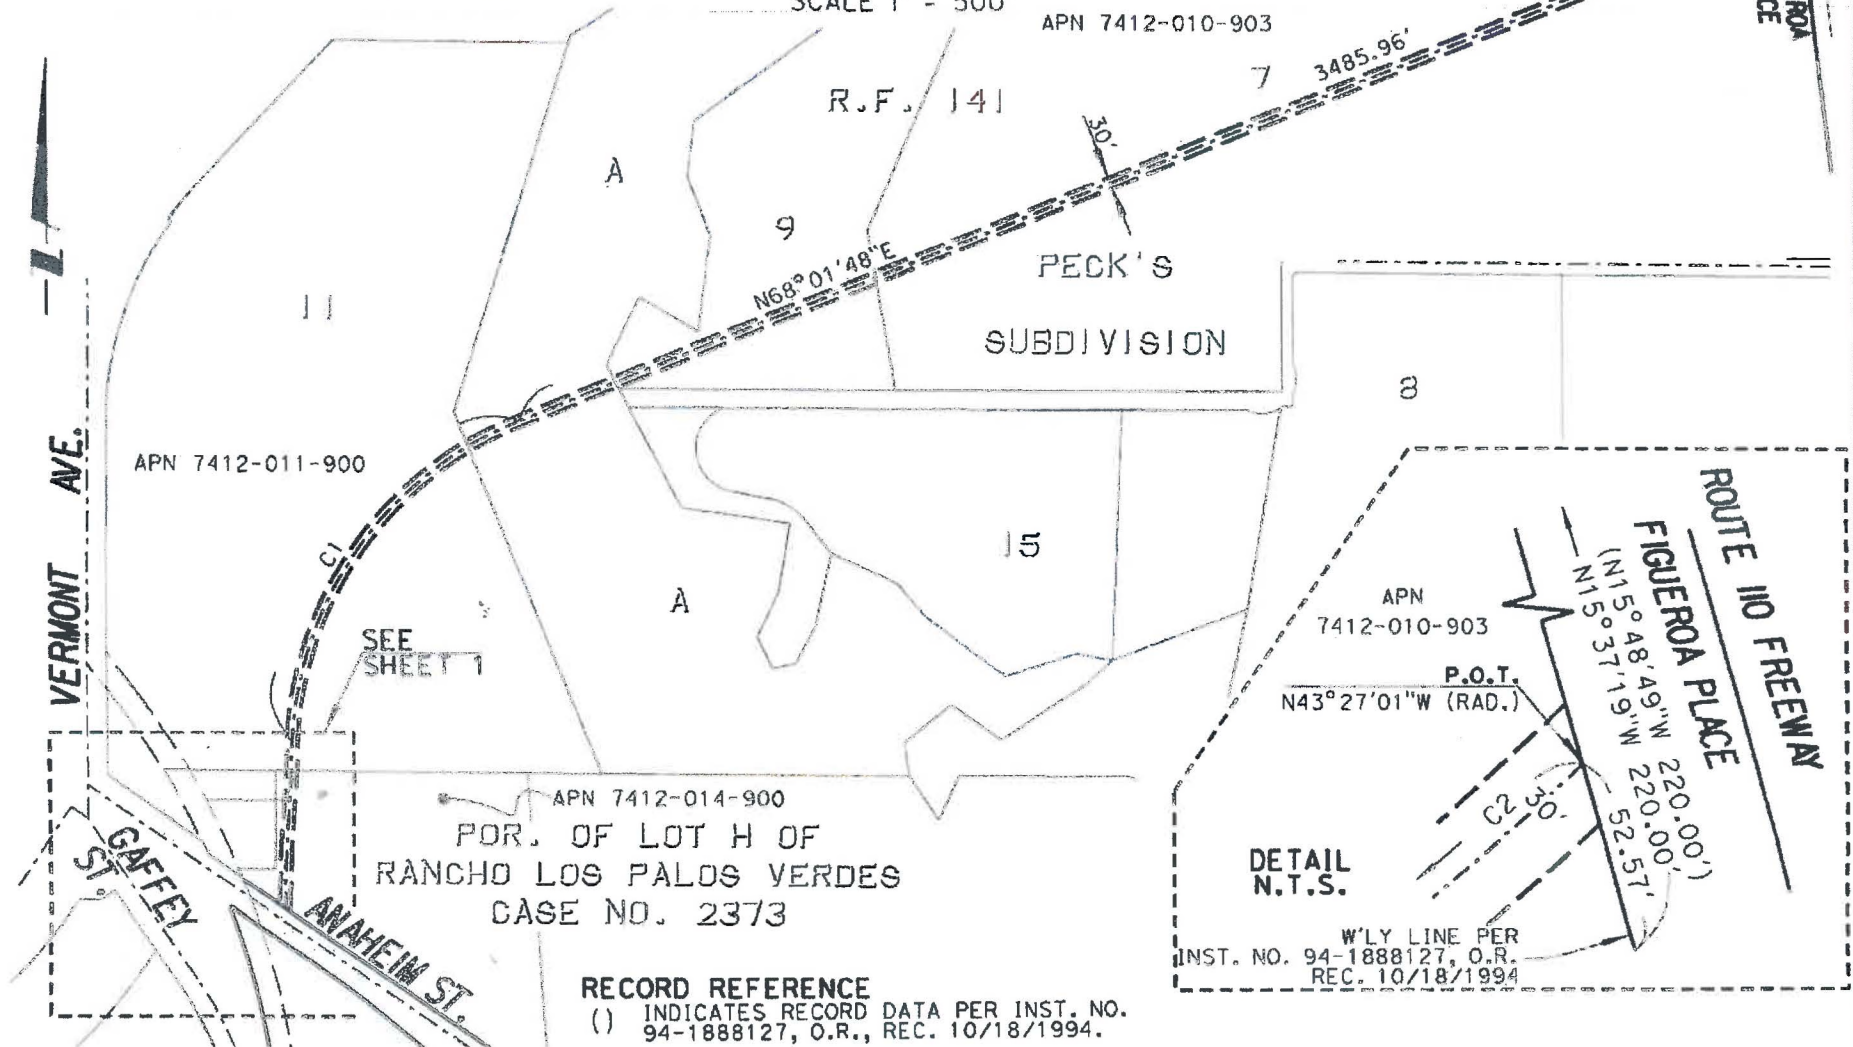 SCALE 1" = 500'
APN 7412-010-903
ROA
CE
3485.96'
7
R.F. 141
30'
A
9
N68°01'48"E
PECK'S
SUBDIVISION
11
8
APN 7412-011-900
VERMONT AVE.
C1
15
A
SEE
SHEET 1
APN 7412-014-900
POR. OF LOT H OF
RANCHO LOS PALOS VERDES
CASE NO. 2373
GAFFEY
ST.
ANAHEIM ST.
ROUTE 110 FREEWAY
FIGUEROA PLACE
(N15°48'49"W 220.00')
N15°37'19"W 220.00'
52.57'
APN
7412-010-903
P.O.T.
N43°27'01"W (RAD.)
C2
30'
DETAIL
N.T.S.
W'LY LINE PER
INST. NO. 94-1888127, O.R.
REC. 10/18/1994
RECORD REFERENCE
() INDICATES RECORD DATA PER INST. NO.
94-1888127, O.R., REC. 10/18/1994.